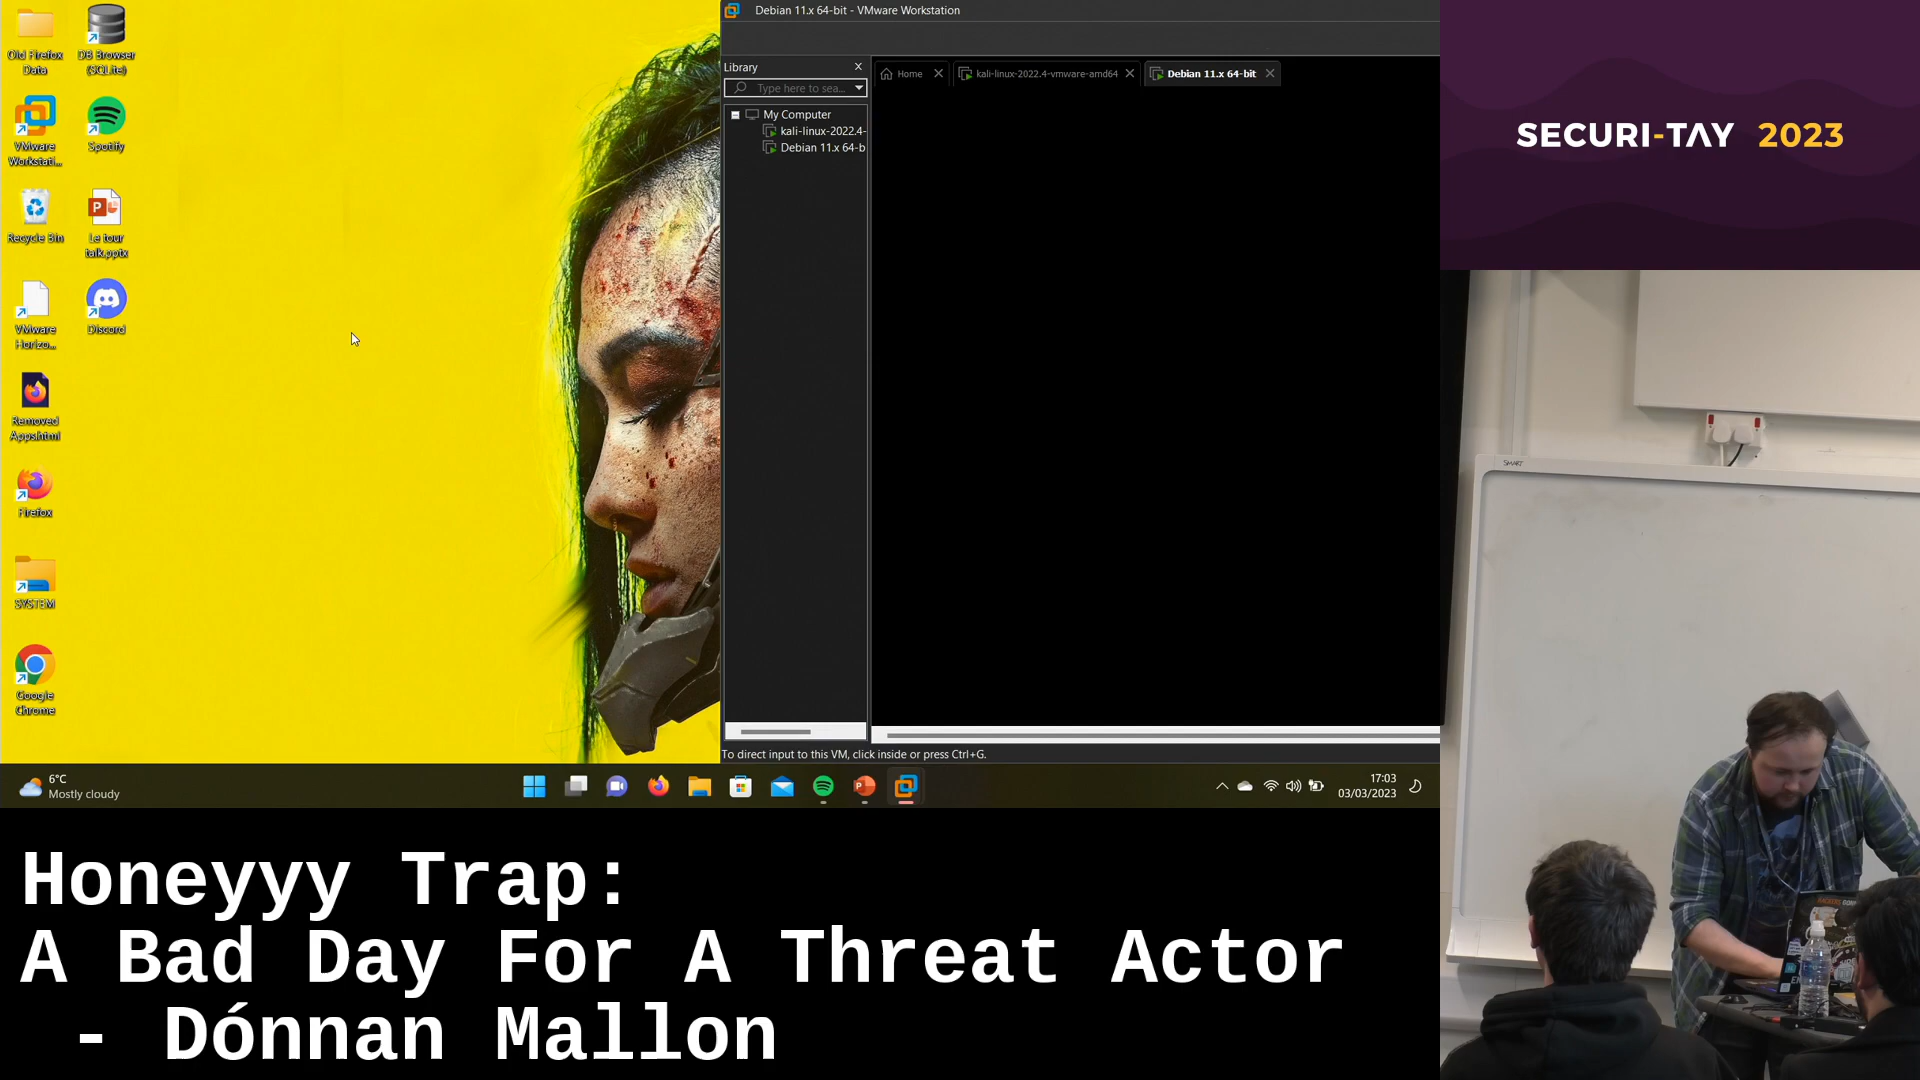 Old Firefox
Data
DB Browser
(SQLite)
VMware
Workstati...
Spotify
Recycle Bin
Le tour
talk.pptx
VMware
Horizo...
Discord
Removed
Apps.html
Firefox
SYSTEM
Google
Chrome
Debian 11.x 64-bit - VMware Workstation
Library
Type here to sea...
My Computer
kali-linux-2022.4-
Debian 11.x 64-b
Home
kali-linux-2022.4-vmware-amd64
Debian 11.x 64-bit
To direct input to this VM, click inside or press Ctrl+G.
6°C
Mostly cloudy
17:03
03/03/2023
SECURI-TAY 2023
SMART
Honeyyy Trap:
A Bad Day For A Threat Actor
- Dónnan Mallon